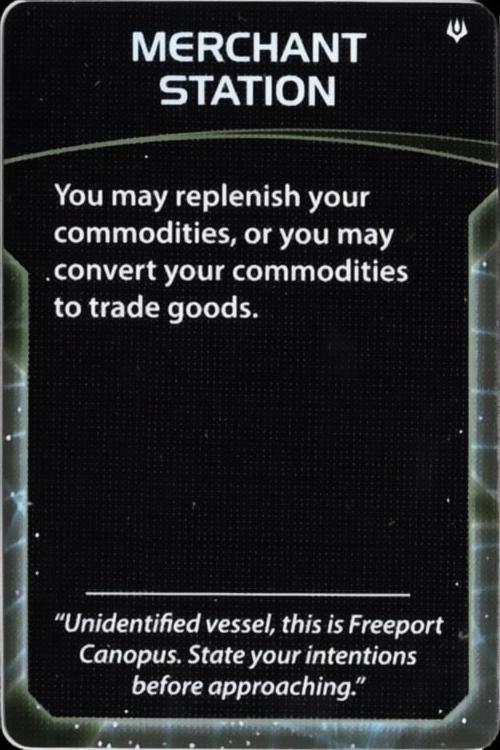 MERCHANT
STATION
You may replenish your
commodities, or you may
convert your commodities
to trade goods.
“Unidentified vessel, this is Freeport
Canopus. State your intentions
before approaching.”